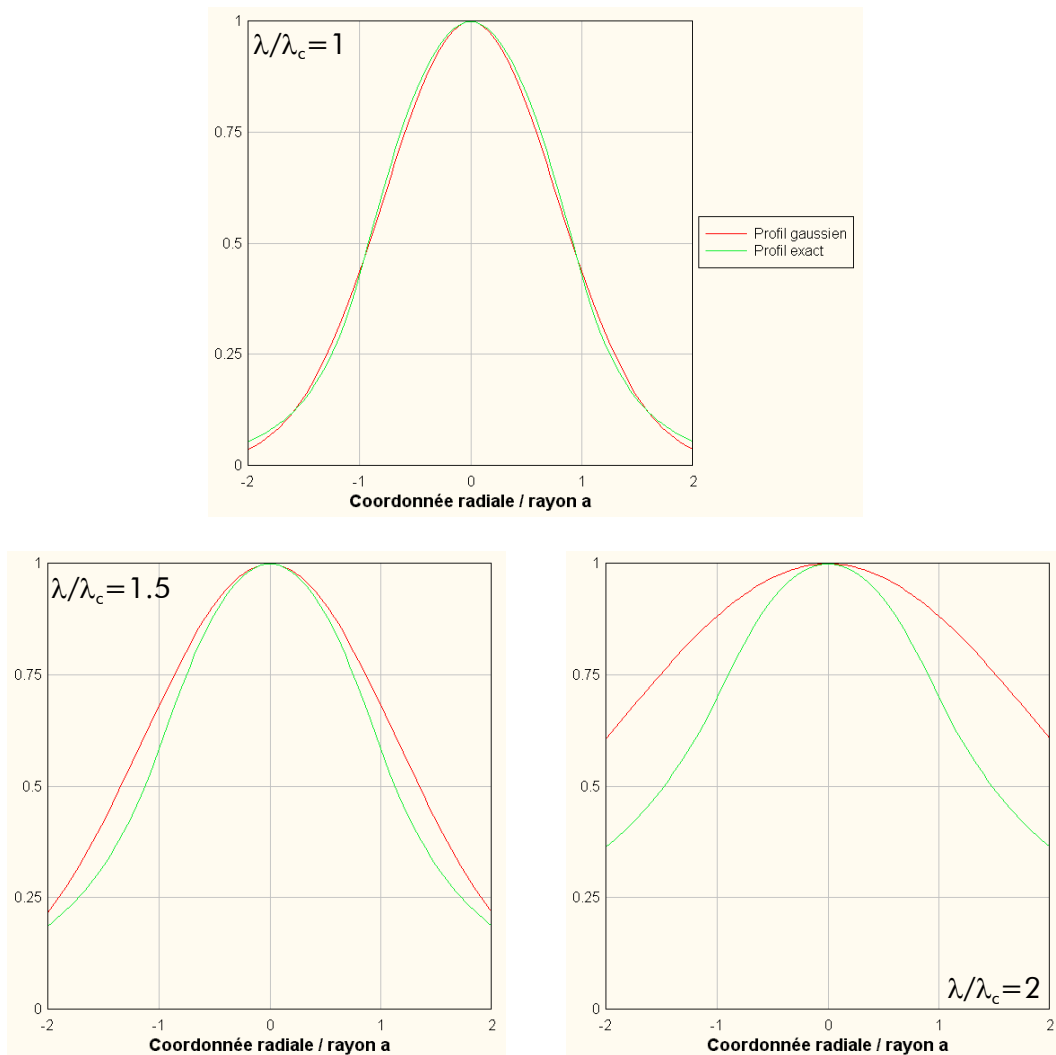 λ/λc=1
1
0.75
0.5
0.25
0
-2 -1 0 1 2
Coordonnée radiale / rayon a
Profil gaussien
Profil exact
λ/λc=1.5
1
0.75
0.5
0.25
0
-2 -1 0 1 2
Coordonnée radiale / rayon a
1
0.75
0.5
0.25
0
λ/λc=2
-2 -1 0 1 2
Coordonnée radiale / rayon a